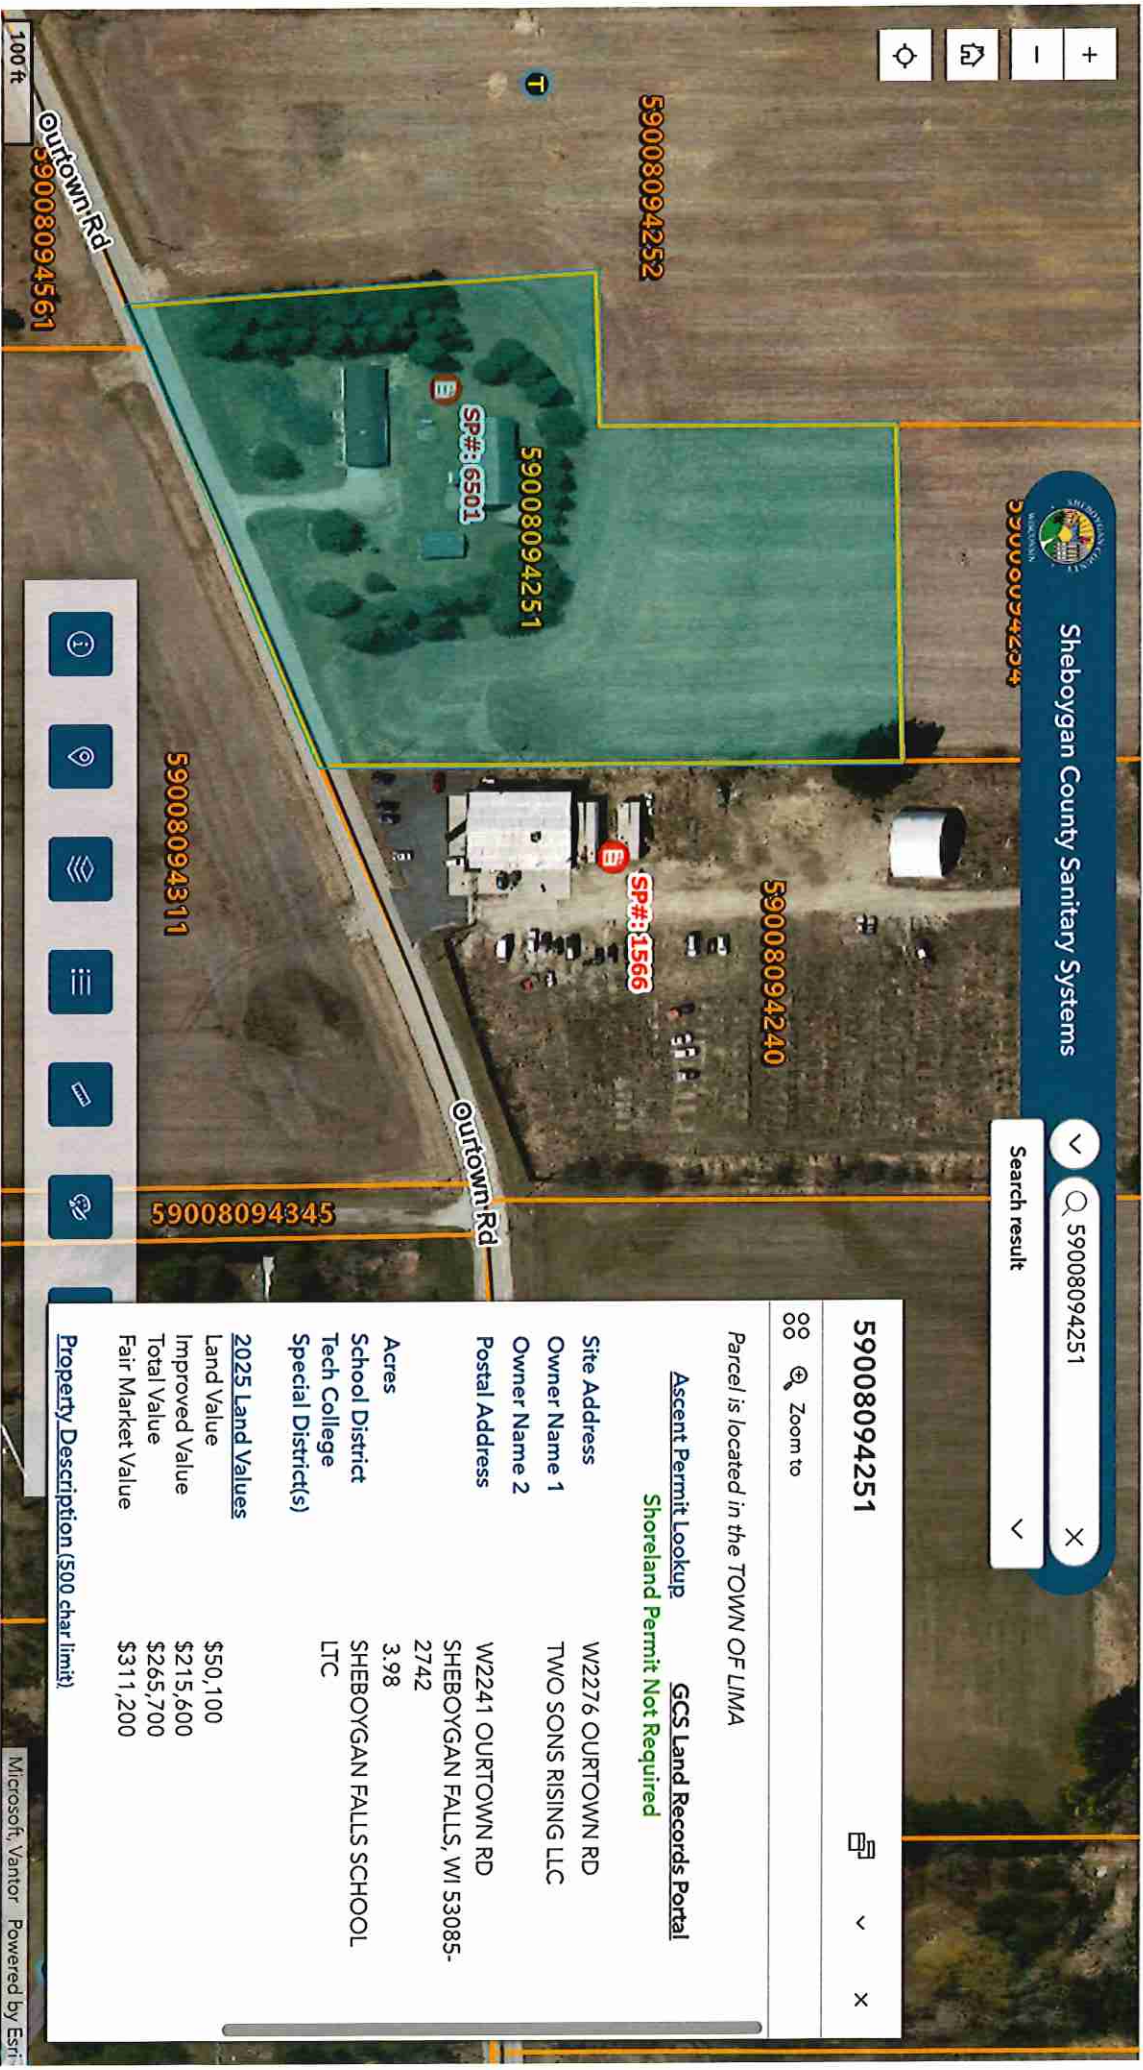 Sheboygan County Sanitary Systems
SHEBOYGAN COUNTY
WISCONSIN
59008094251
Search result
59008094252
59008094251
SP#: 6501
59008094240
SP#: 1566
59008094311
59008094345
59008094561
Ourtown Rd
Ourtown Rd
T
100 ft
59008094251
Zoom to
Parcel is located in the TOWN OF LIMA
Ascent Permit Lookup GCS Land Records Portal
Shoreland Permit Not Required
Site Address W2276 OURTOWN RD
Owner Name 1 TWO SONS RISING LLC
Owner Name 2
Postal Address W2241 OURTOWN RD
SHEBOYGAN FALLS, WI 53085-
2742
Acres 3.98
School District SHEBOYGAN FALLS SCHOOL
Tech College LTC
Special District(s)
2025 Land Values
Land Value $50,100
Improved Value $215,600
Total Value $265,700
Fair Market Value $311,200
Property Description (500 char limit)
Microsoft, Vantor Powered by Esri